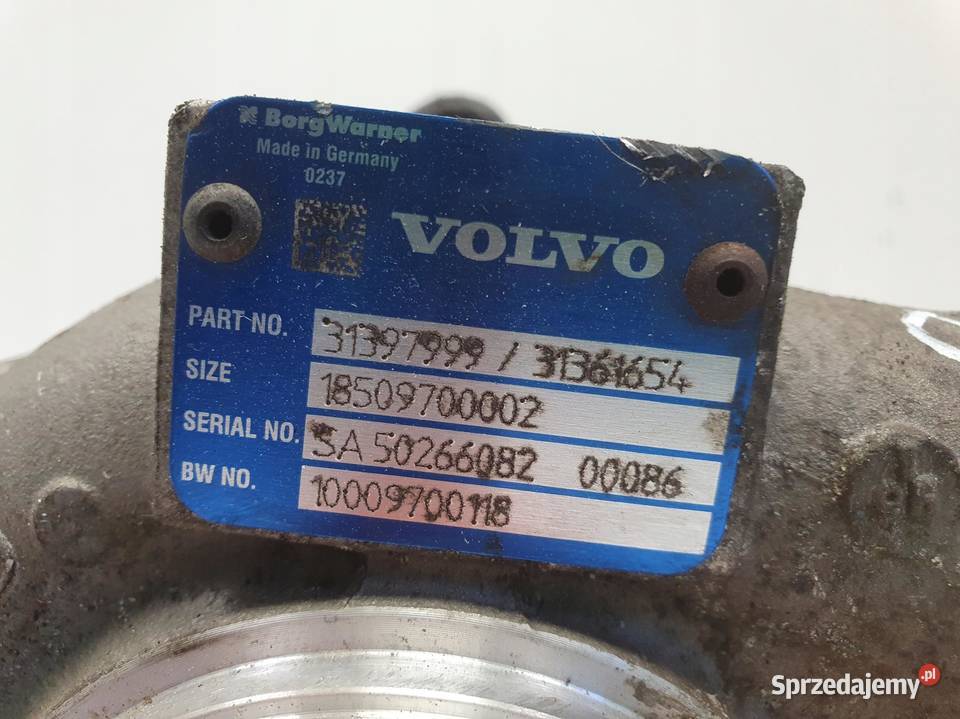 BorgWarner
Made in Germany
0237
VOLVO
PART NO. 31397999 / 31361654
SIZE 18509700002
SERIAL NO. SA 50266082 00086
BW NO. 10009700118
Sprzedajemy.pl